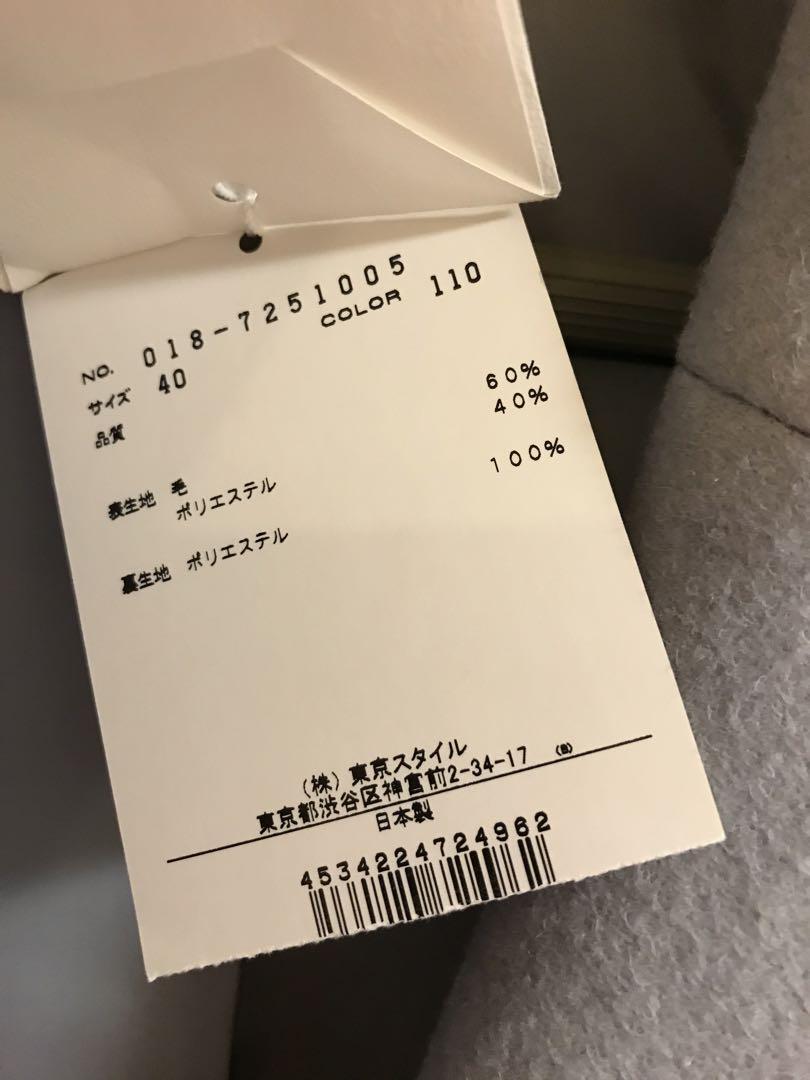 NO. 018-7251005
COLOR 110
サイズ 40
品質
表生地 毛 60%
ポリエステル 40%
裏生地 ポリエステル 100%
(株) 東京スタイル
東京都渋谷区神宮前2-34-17
日本製
4534224724962